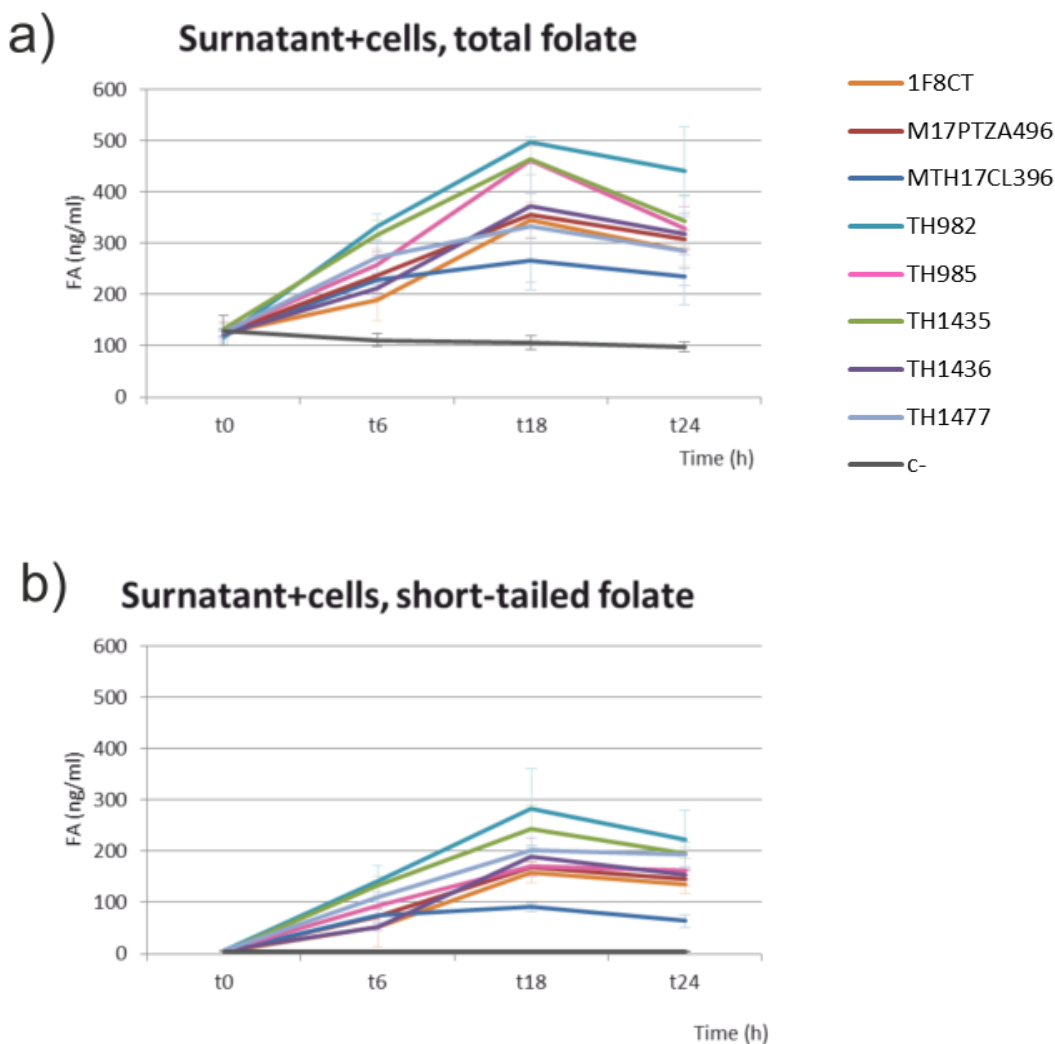 a)
Surnatant+cells, total folate
600
500
400
300
200
100
0
FA (ng/ml)
t0 t6 t18 t24
Time (h)
1F8CT
M17PTZA496
MTH17CL396
TH982
TH985
TH1435
TH1436
TH1477
c-
b)
Surnatant+cells, short-tailed folate
600
500
400
300
200
100
0
FA (ng/ml)
t0 t6 t18 t24
Time (h)